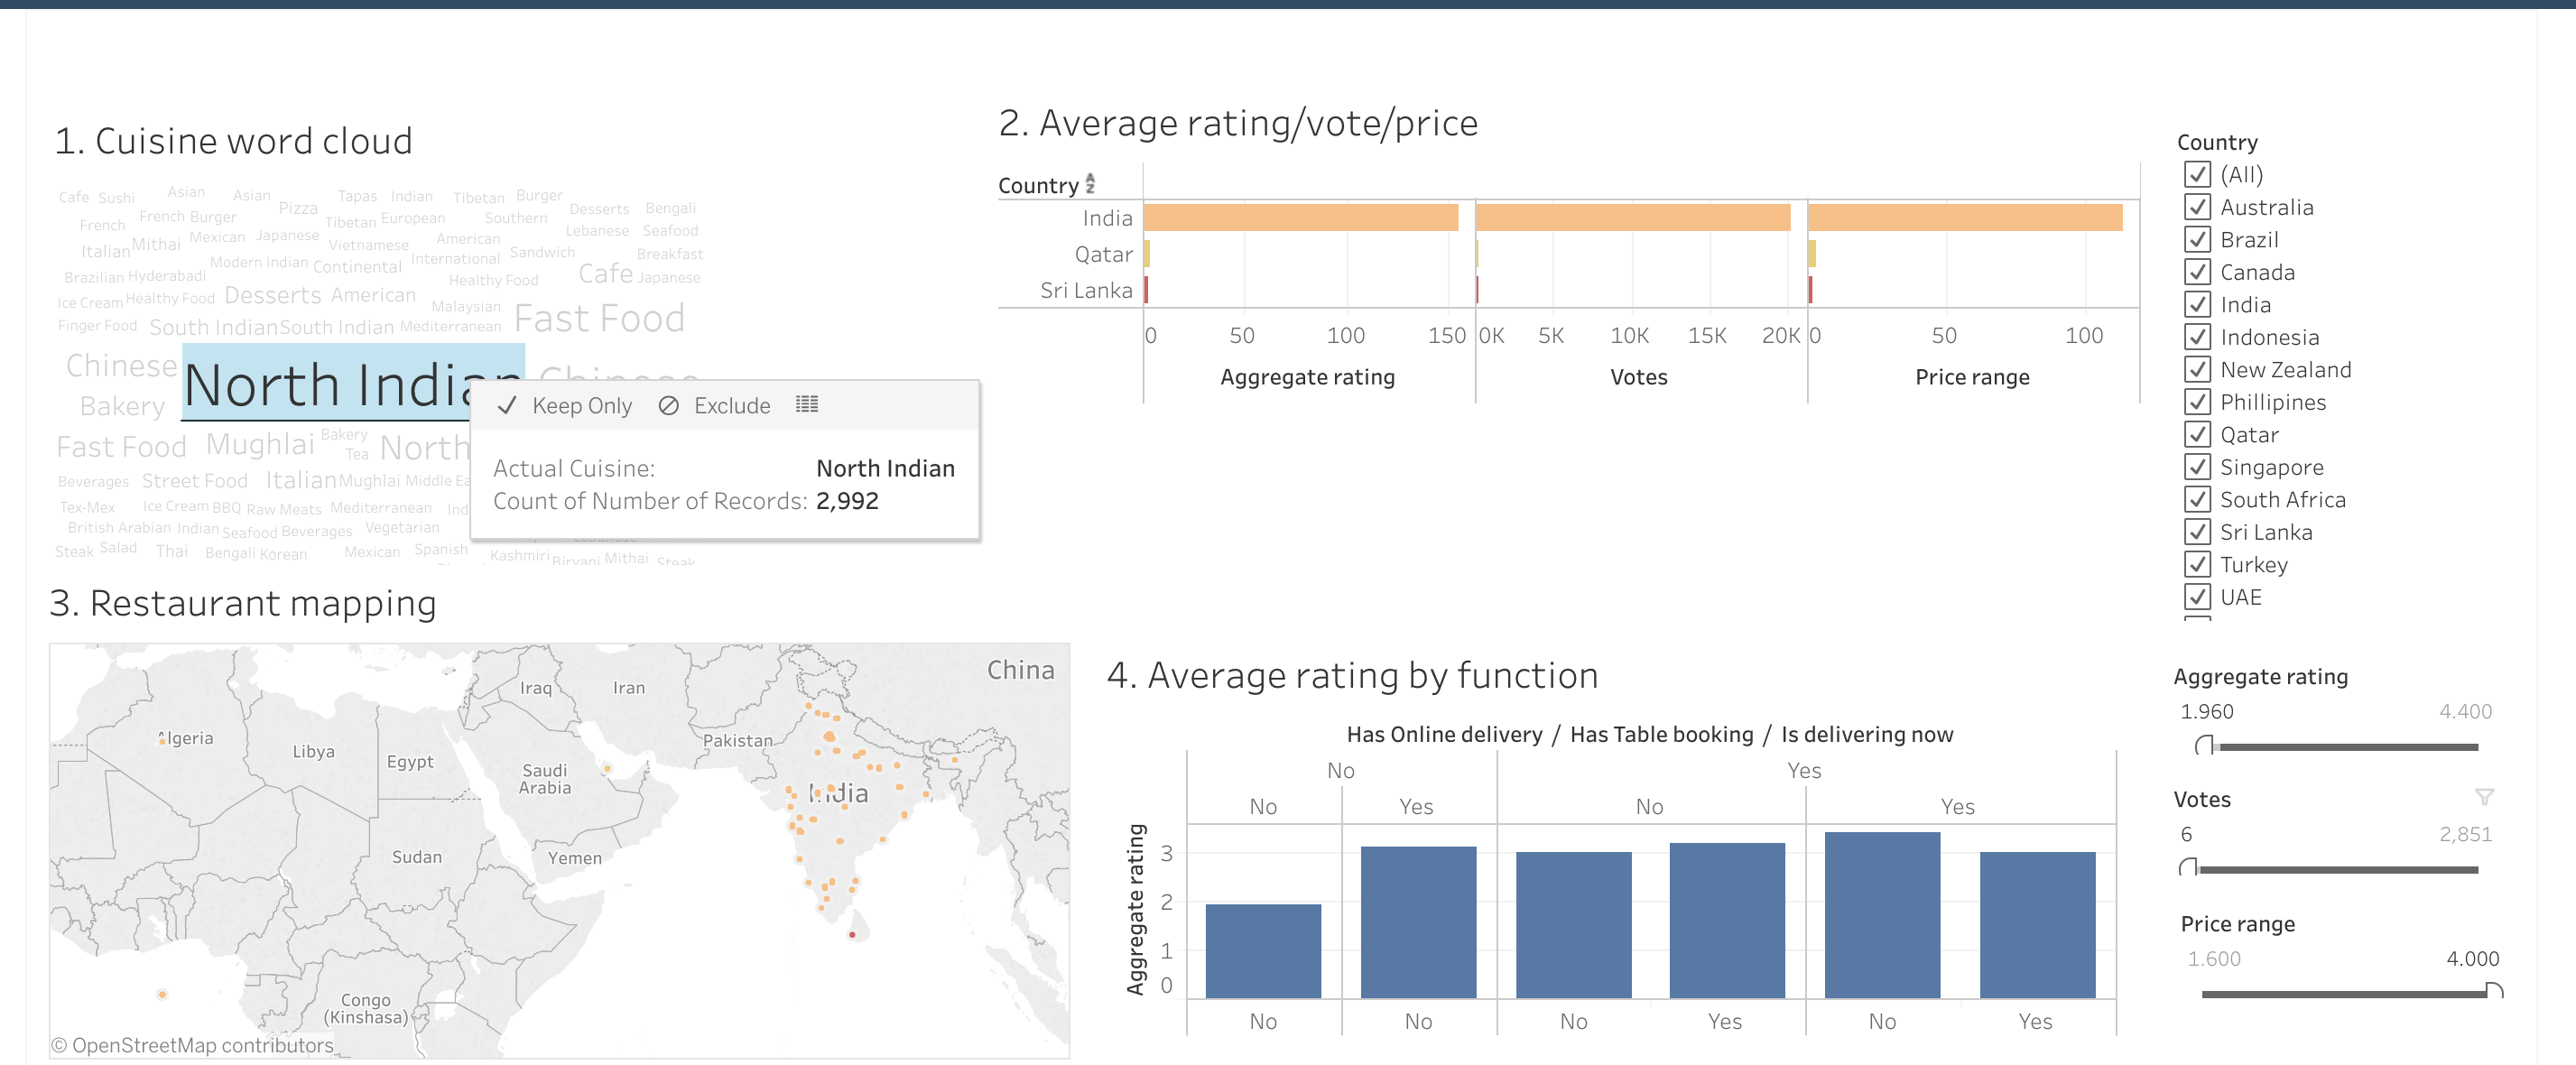 1. Cuisine word cloud
Cafe Sushi Asian Asian Tapas Indian Tibetan Burger
French French Burger Pizza Tibetan European Southern Desserts Bengali
Italian Mithai Mexican Japanese Vietnamese American Lebanese Seafood
Modern Indian Continental International Sandwich Breakfast
Brazilian Hyderabadi Healthy Food Cafe Japanese
Ice Cream Healthy Food Desserts American Malaysian
Finger Food South Indian South Indian Mediterranean Fast Food
Chinese North Indian Chinese
Bakery
Fast Food Mughlai Bakery Tea North
Beverages Street Food Italian Mughlai Middle
Tex-Mex Ice Cream BBQ Raw Meats Mediterranean
British Arabian Indian Seafood Beverages Vegetarian
Steak Salad Thai Bengali Korean Mexican Spanish Kashmiri Biryani Mithai Steak
Keep Only Exclude
Actual Cuisine: North Indian
Count of Number of Records: 2,992
2. Average rating/vote/price
Country
India
Qatar
Sri Lanka
0 50 100 150 0K 5K 10K 15K 20K 0 50 100
Aggregate rating Votes Price range
Country
(All)
Australia
Brazil
Canada
India
Indonesia
New Zealand
Phillipines
Qatar
Singapore
South Africa
Sri Lanka
Turkey
UAE
3. Restaurant mapping
China
Iraq Iran
Algeria Libya Egypt Pakistan
Saudi
Arabia
India
Sudan Yemen
Congo
(Kinshasa)
© OpenStreetMap contributors
4. Average rating by function
Has Online delivery / Has Table booking / Is delivering now
No Yes
No Yes No Yes
Aggregate rating
3
2
1
0
No No No Yes No Yes
Aggregate rating
1.960 4.400
Votes
6 2,851
Price range
1.600 4.000